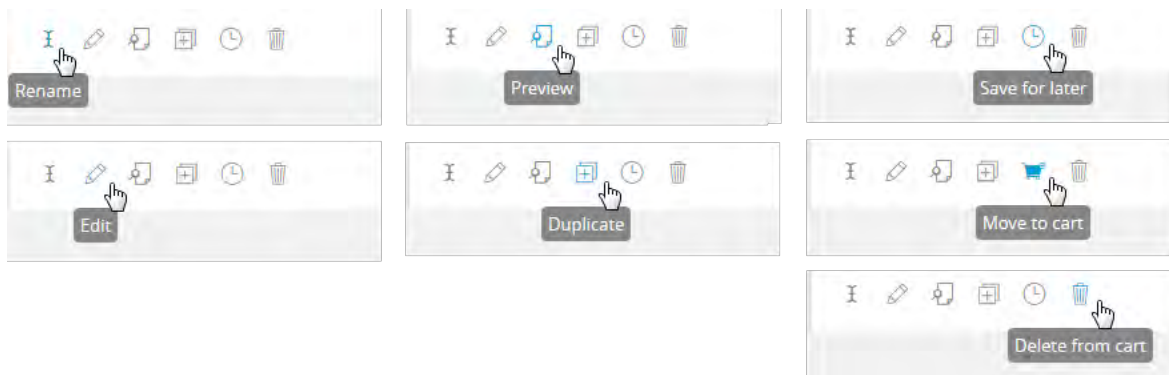 Rename
Preview
Save for later
Edit
Duplicate
Move to cart
Delete from cart